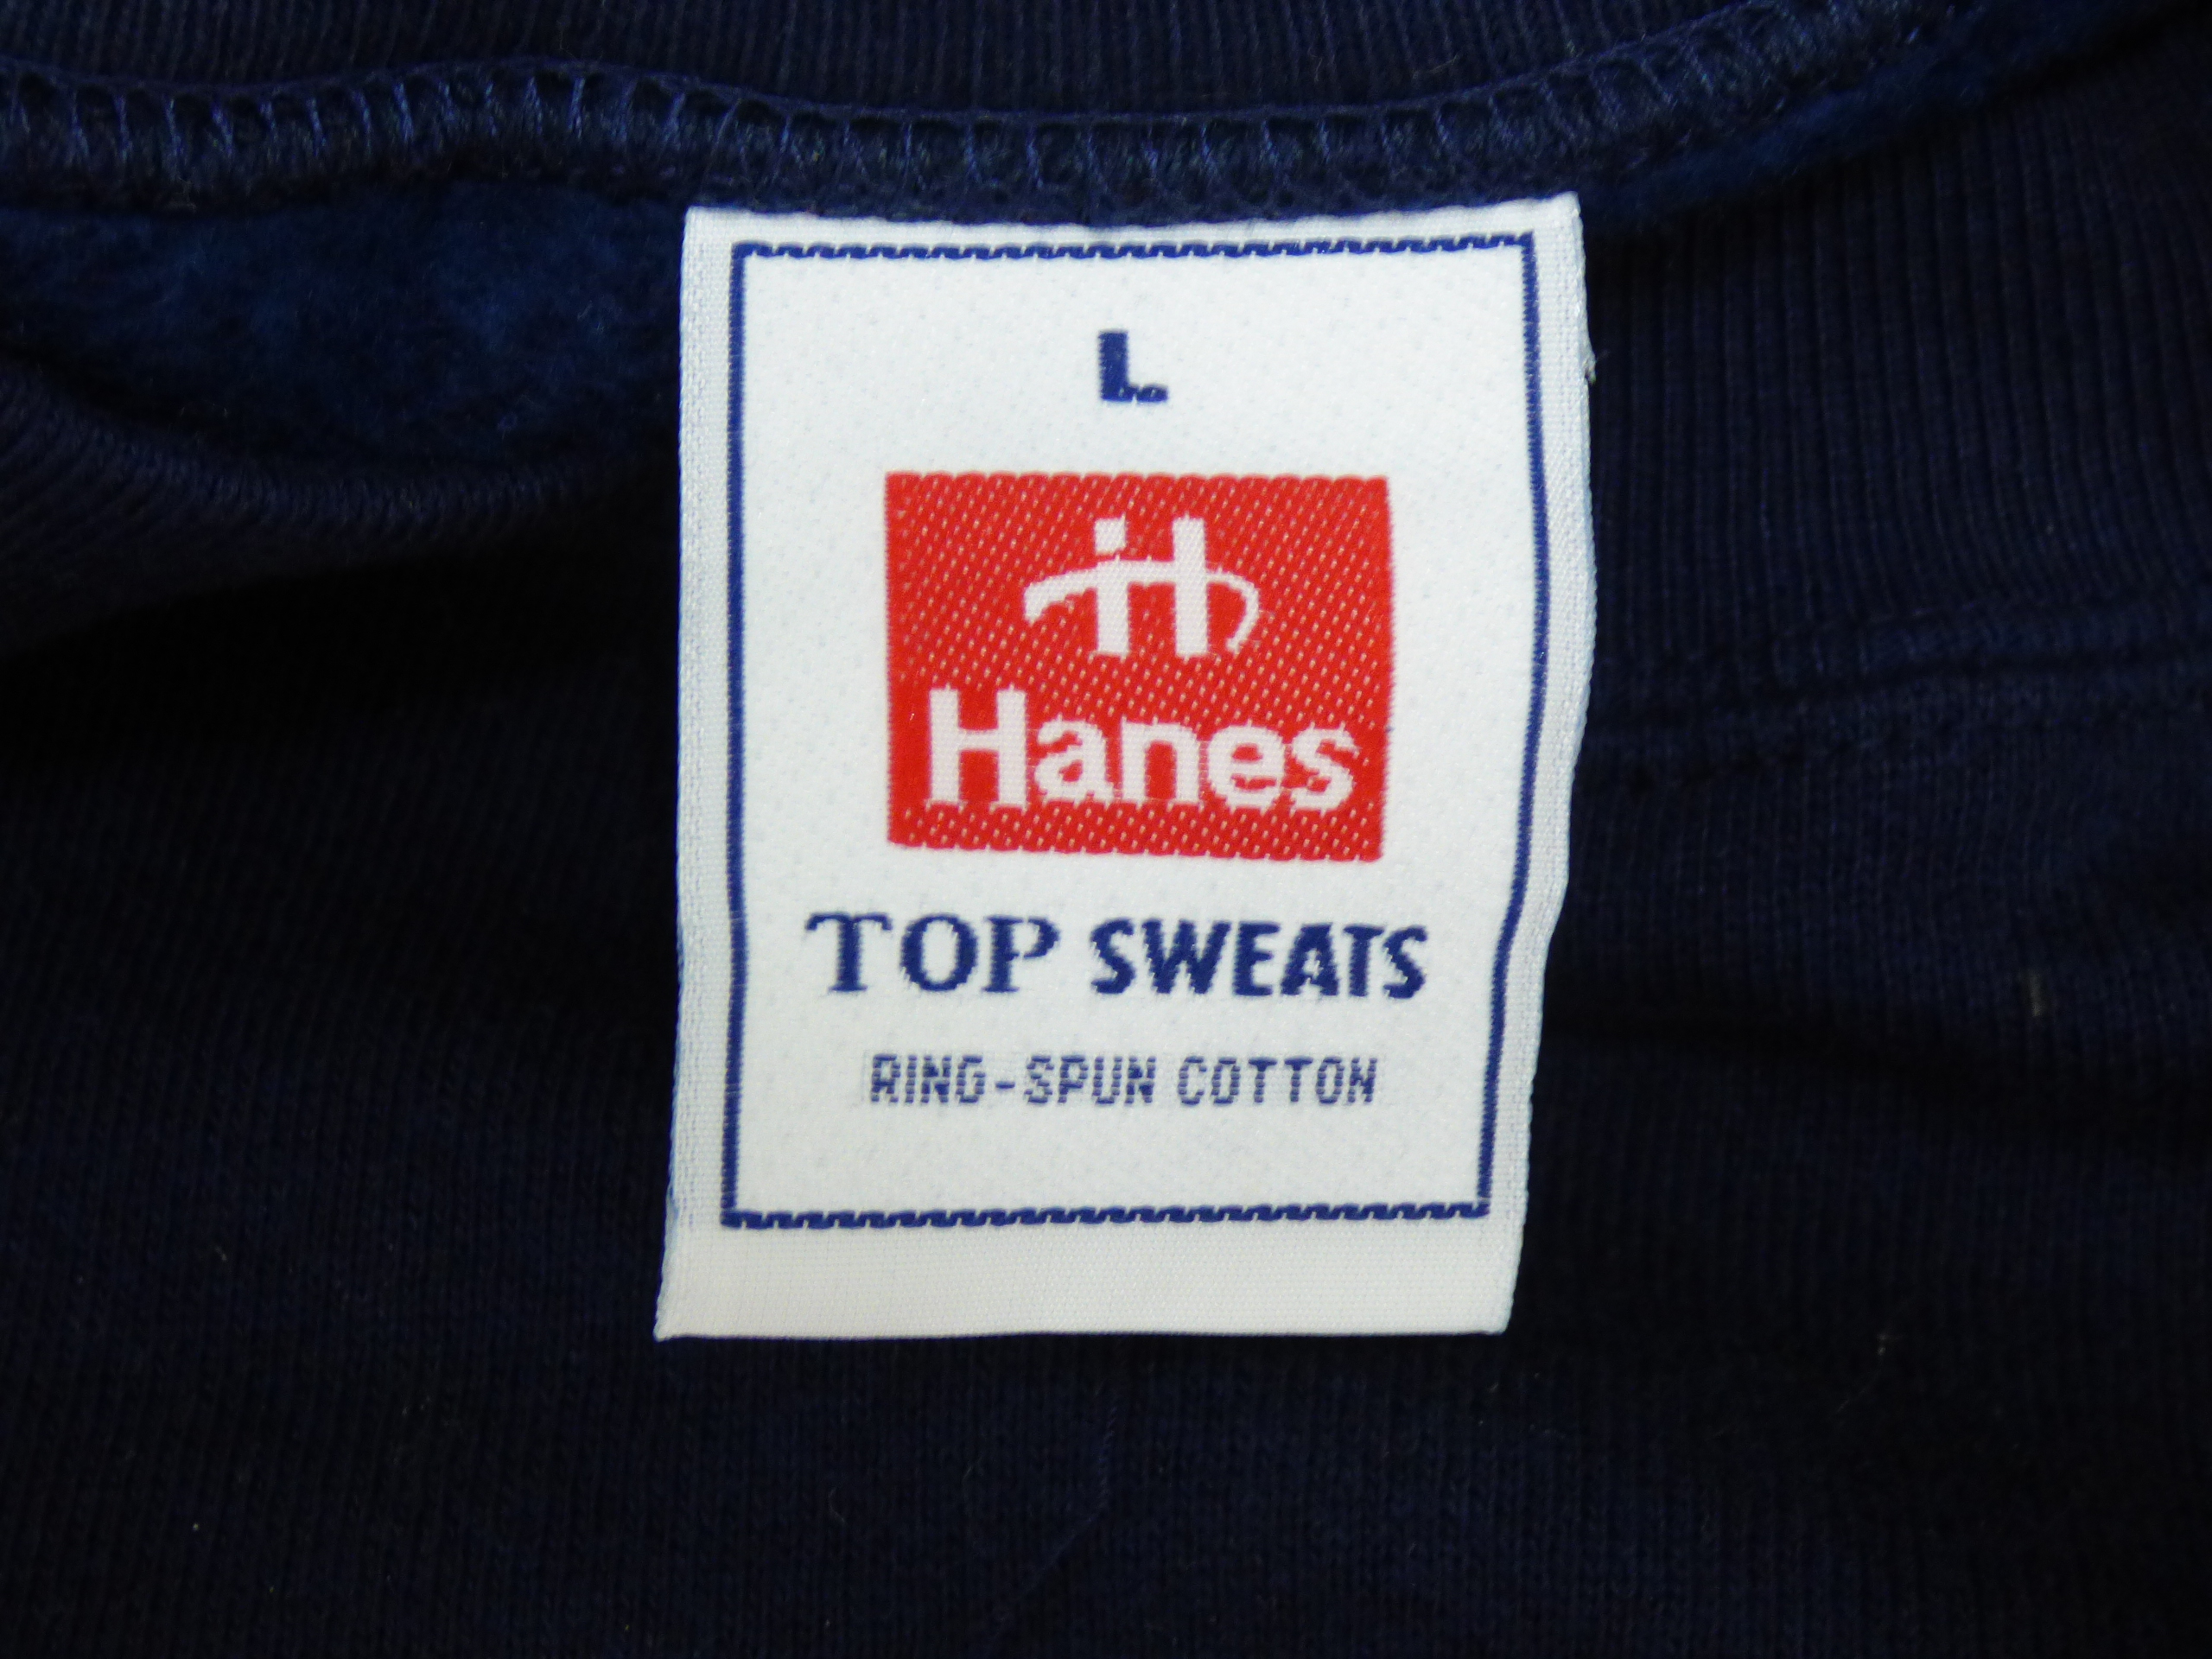 L
H
Hanes
TOP SWEATS
RING-SPUN COTTON